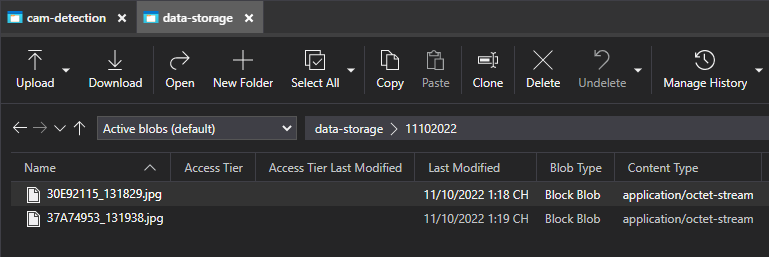 cam-detection data-storage
Upload Download Open New Folder Select All Copy Paste Clone Delete Undelete Manage History
Active blobs (default) data-storage 11102022
Name Access Tier Access Tier Last Modified Last Modified Blob Type Content Type
30E92115_131829.jpg 11/10/2022 1:18 CH Block Blob application/octet-stream
37A74953_131938.jpg 11/10/2022 1:19 CH Block Blob application/octet-stream